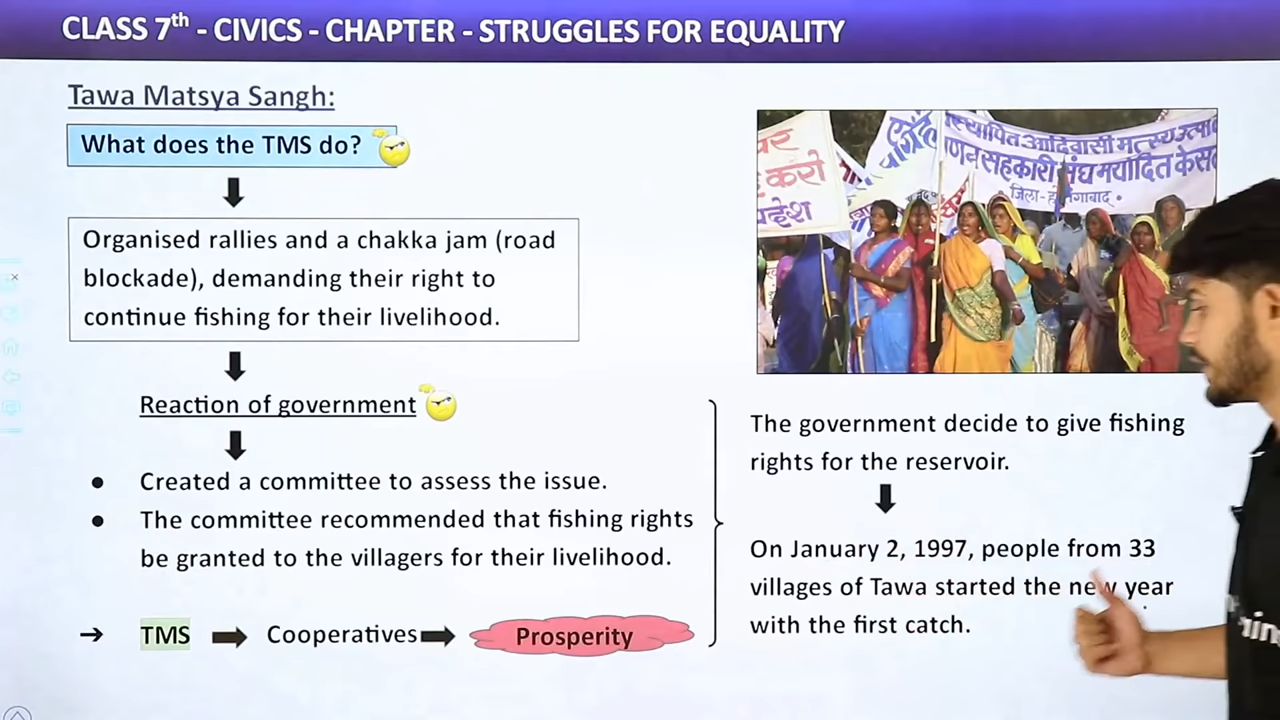 CLASS 7th - CIVICS - CHAPTER - STRUGGLES FOR EQUALITY
Tawa Matsya Sangh:
What does the TMS do?
Organised rallies and a chakka jam (road
blockade), demanding their right to
continue fishing for their livelihood.
Reaction of government
● Created a committee to assess the issue.
● The committee recommended that fishing rights
be granted to the villagers for their livelihood.
→ TMS ➡ Cooperatives ➡ Prosperity
करो
विस्थापित आदिवासी मत्स्य
सहकारी संघ मर्यादित केस
जिला-
The government decide to give fishing
rights for the reservoir.
On January 2, 1997, people from 33
villages of Tawa started the new year
with the first catch.